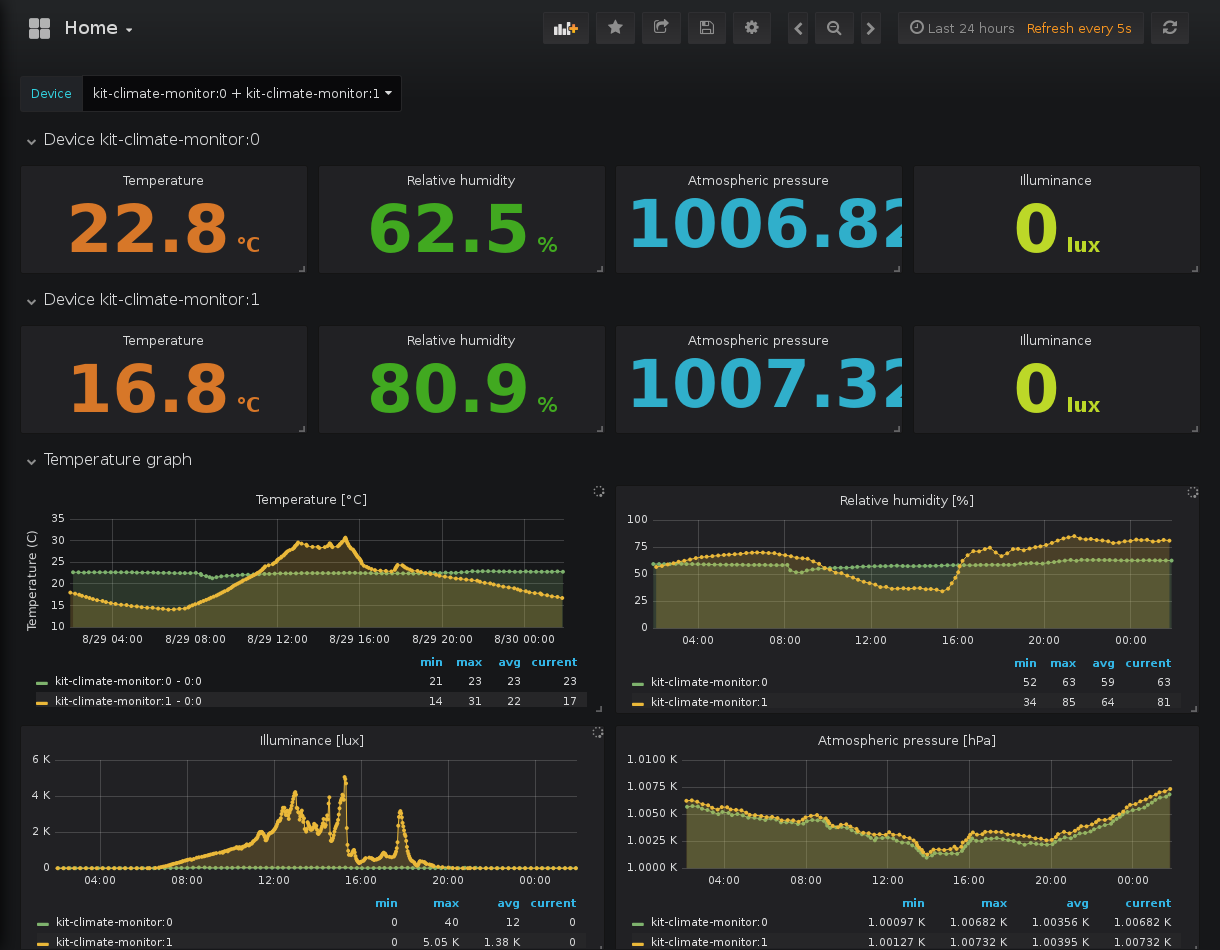 Home
Last 24 hours Refresh every 5s
Device kit-climate-monitor:0 + kit-climate-monitor:1
Device kit-climate-monitor:0
Temperature Relative humidity Atmospheric pressure Illuminance
22.8 °C 62.5 % 1006.82 0 lux
Device kit-climate-monitor:1
Temperature Relative humidity Atmospheric pressure Illuminance
16.8 °C 80.9 % 1007.32 0 lux
Temperature graph
Temperature [°C]
Temperature (C)
35
30
25
20
15
10
8/29 04:00 8/29 08:00 8/29 12:00 8/29 16:00 8/29 20:00 8/30 00:00
min max avg current
kit-climate-monitor:0 - 0:0 21 23 23 23
kit-climate-monitor:1 - 0:0 14 31 22 17
Relative humidity [%]
100
75
50
25
0
04:00 08:00 12:00 16:00 20:00 00:00
min max avg current
kit-climate-monitor:0 52 63 59 63
kit-climate-monitor:1 34 85 64 81
Illuminance [lux]
6 K
4 K
2 K
0
04:00 08:00 12:00 16:00 20:00 00:00
min max avg current
kit-climate-monitor:0 0 40 12 0
kit-climate-monitor:1 0 5.05 K 1.38 K 0
Atmospheric pressure [hPa]
1.0100 K
1.0075 K
1.0050 K
1.0025 K
1.0000 K
04:00 08:00 12:00 16:00 20:00 00:00
min max avg current
kit-climate-monitor:0 1.00097 K 1.00682 K 1.00356 K 1.00682 K
kit-climate-monitor:1 1.00127 K 1.00732 K 1.00395 K 1.00732 K